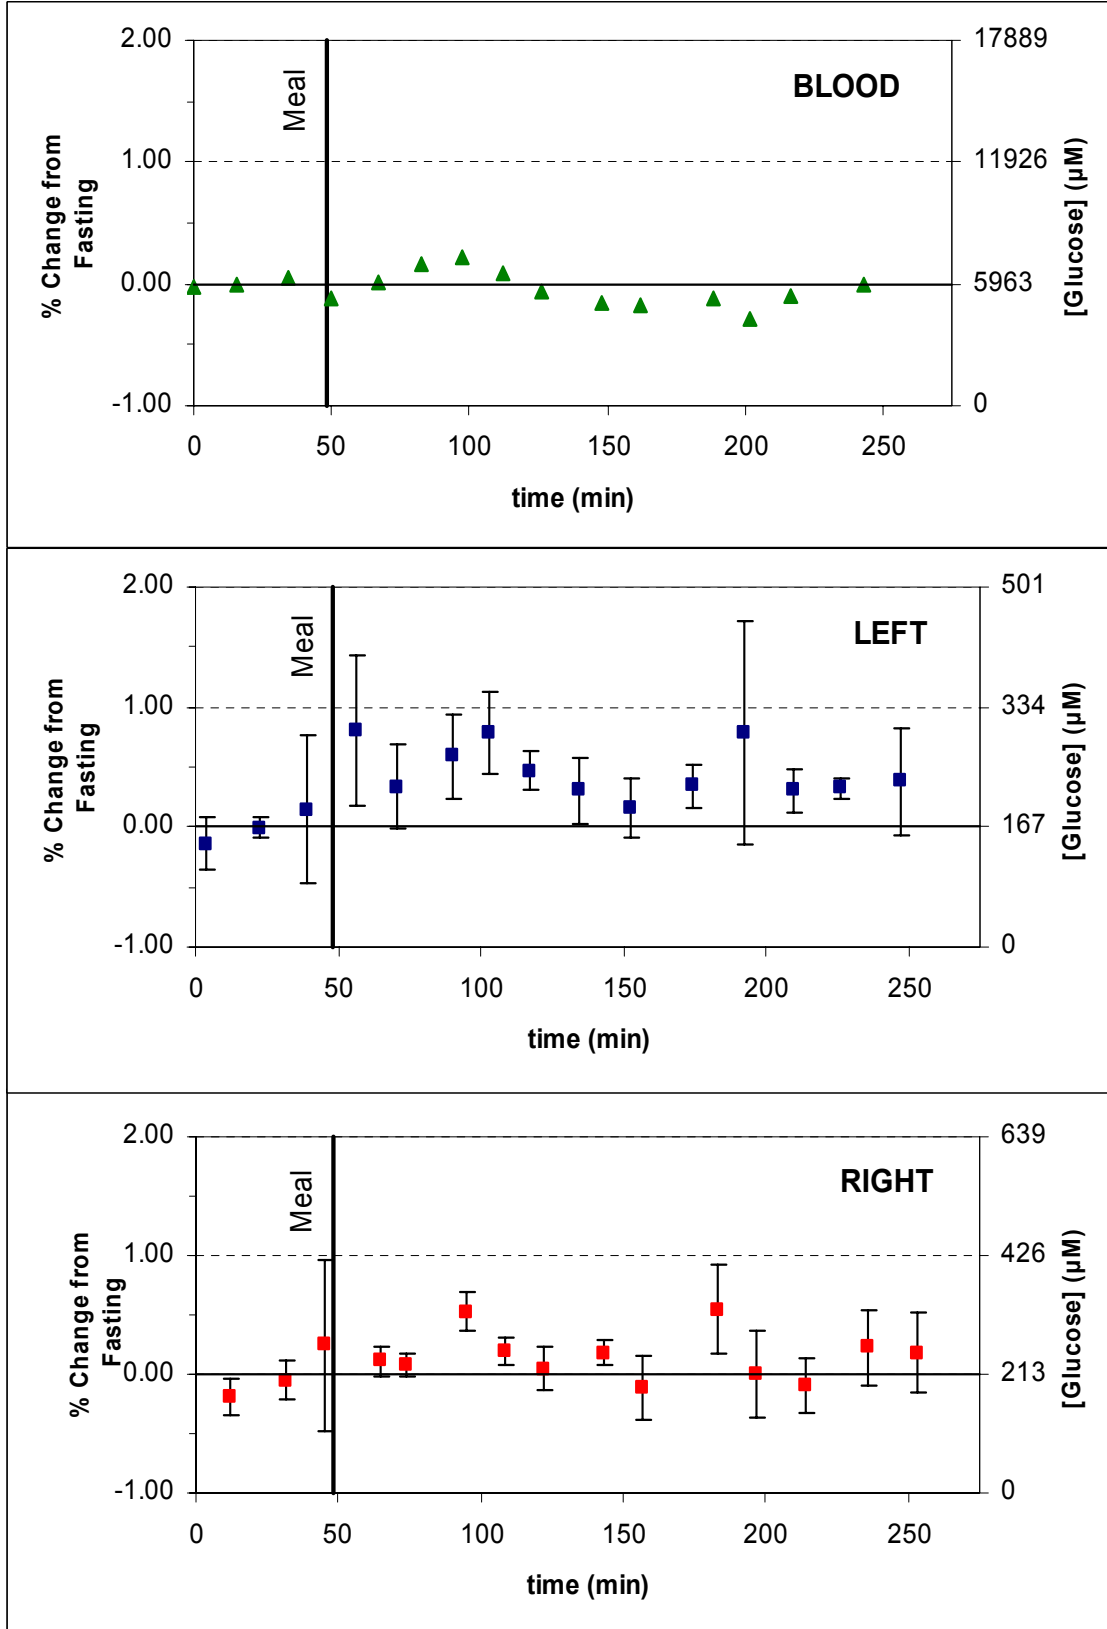 2.00
1.00
0.00
-1.00
% Change from
Fasting
Meal
BLOOD
17889
11926
5963
0
[Glucose] (µM)
0 50 100 150 200 250
time (min)
2.00
1.00
0.00
-1.00
% Change from
Fasting
Meal
LEFT
501
334
167
0
[Glucose] (µM)
0 50 100 150 200 250
time (min)
2.00
1.00
0.00
-1.00
% Change from
Fasting
Meal
RIGHT
639
426
213
0
[Glucose] (µM)
0 50 100 150 200 250
time (min)